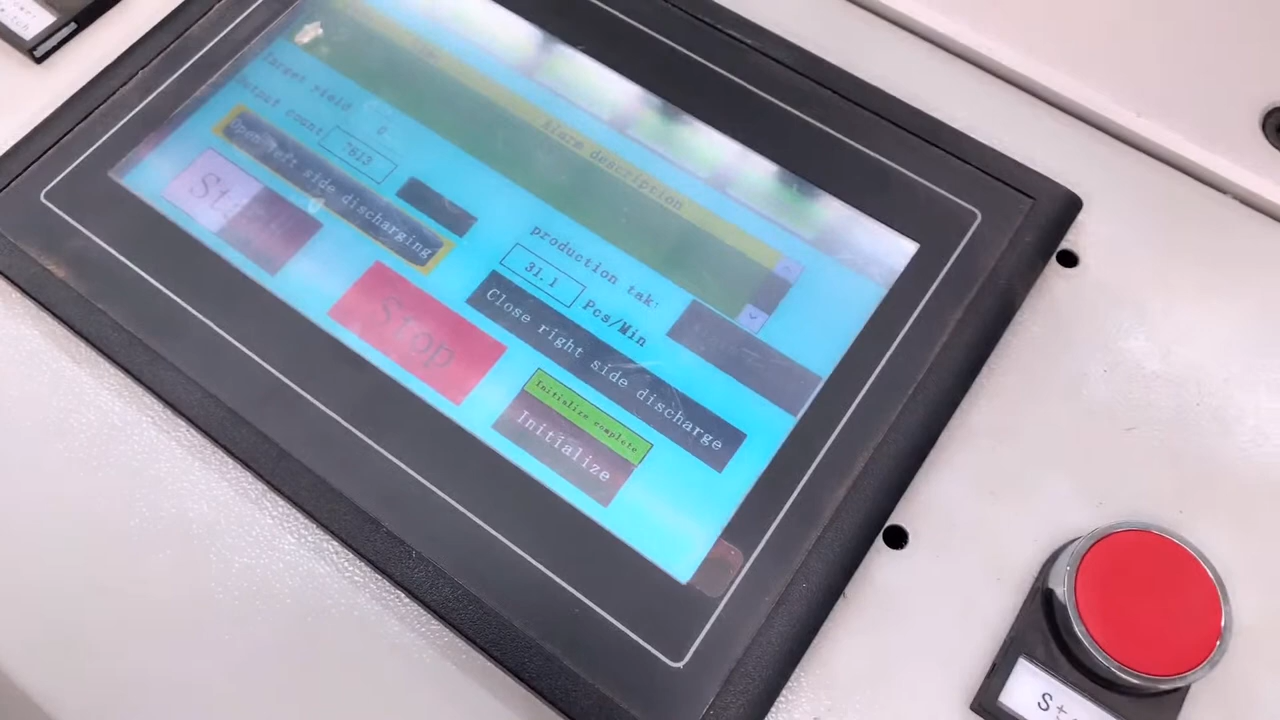 Alarm description
Target yield
0
Output count
7613
Open left side discharging
production tak:
31.1
Pcs/Min
Close right side discharge
Stop
Initialize complete
Initialize